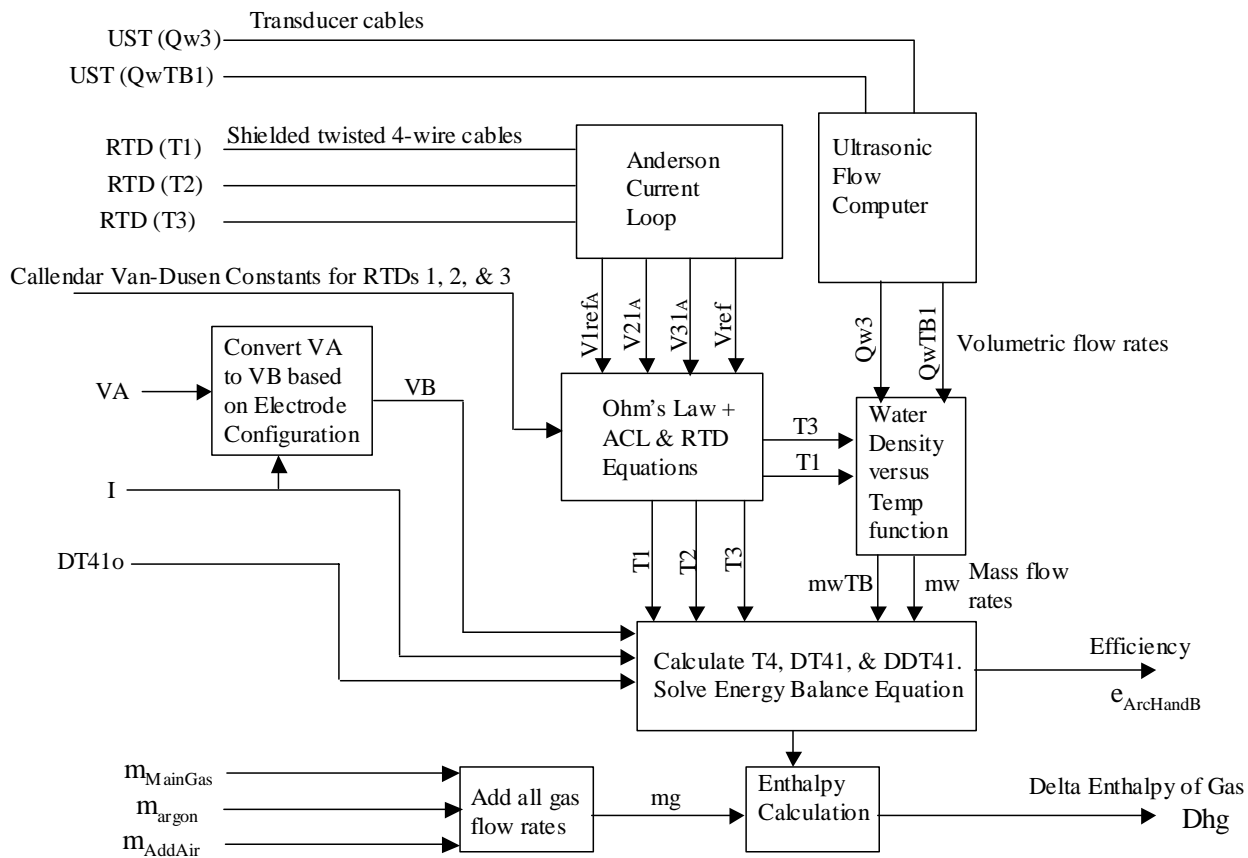 Transducer cables
UST (Qw3)
UST (QwTB1)
RTD (T1)
Shielded twisted 4-wire cables
RTD (T2)
RTD (T3)
Anderson
Current
Loop
Ultrasonic
Flow
Computer
Callendar Van-Dusen Constants for RTDs 1, 2, & 3
V1refA
V21A
V31A
Vref
Qw3
QwTB1
Volumetric flow rates
Convert VA
to VB based
on Electrode
Configuration
VA
VB
I
Ohm's Law +
ACL & RTD
Equations
T3
T1
Water
Density
versus
Temp
function
DT41o
T1
T2
T3
mwTB
mw
Mass flow
rates
Calculate T4, DT41, & DDT41.
Solve Energy Balance Equation
Efficiency
eArcHandB
mMainGas
margon
mAddAir
Add all gas
flow rates
mg
Enthalpy
Calculation
Delta Enthalpy of Gas
Dhg